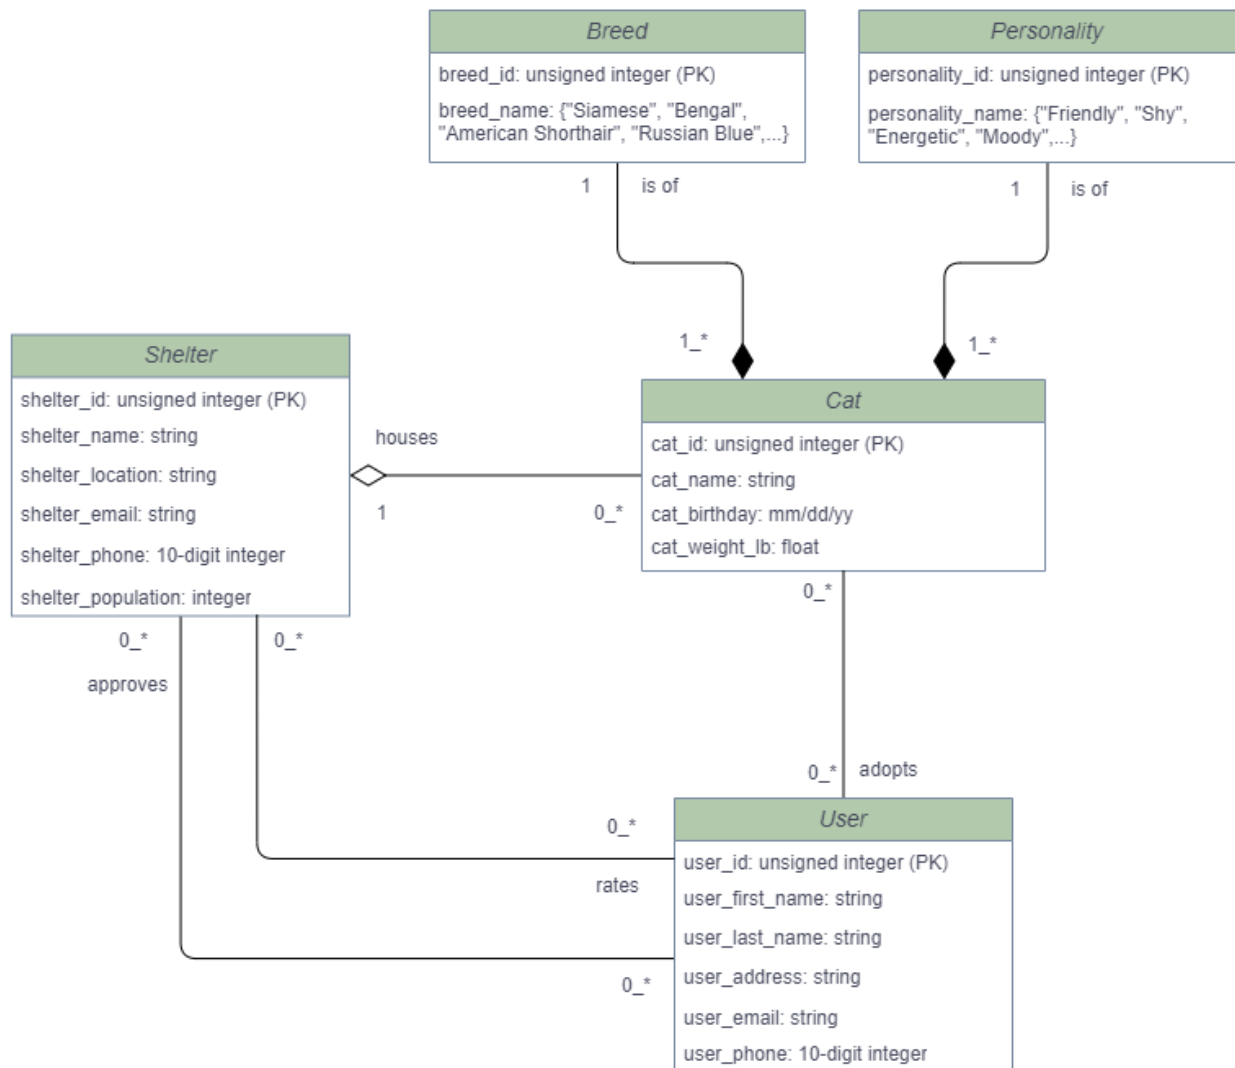 Breed
breed_id: unsigned integer (PK)
breed_name: {"Siamese", "Bengal",
"American Shorthair", "Russian Blue",...}
Personality
personality_id: unsigned integer (PK)
personality_name: {"Friendly", "Shy",
"Energetic", "Moody",...}
1 is of
1 is of
1_*
1_*
Shelter
shelter_id: unsigned integer (PK)
shelter_name: string
shelter_location: string
shelter_email: string
shelter_phone: 10-digit integer
shelter_population: integer
houses
1
0_*
Cat
cat_id: unsigned integer (PK)
cat_name: string
cat_birthday: mm/dd/yy
cat_weight_lb: float
0_*
0_*
0_*
approves
0_* adopts
0_*
rates
0_*
User
user_id: unsigned integer (PK)
user_first_name: string
user_last_name: string
user_address: string
user_email: string
user_phone: 10-digit integer